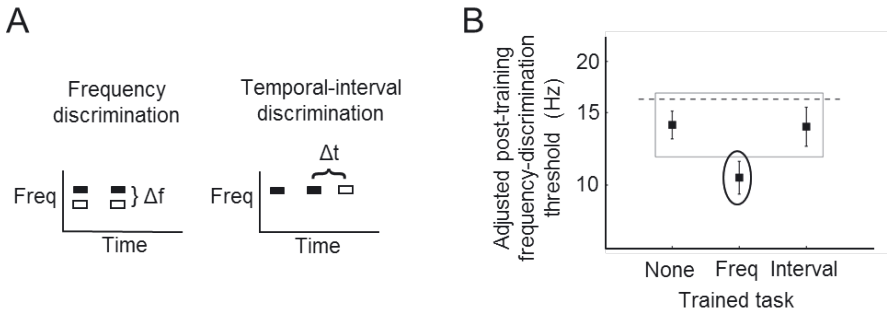 A
Frequency
discrimination
Freq
} Δf
Time
Temporal-interval
discrimination
Δt
Freq
Time
B
Adjusted post-training
frequency-discrimination
threshold (Hz)
20
15
10
None Freq Interval
Trained task